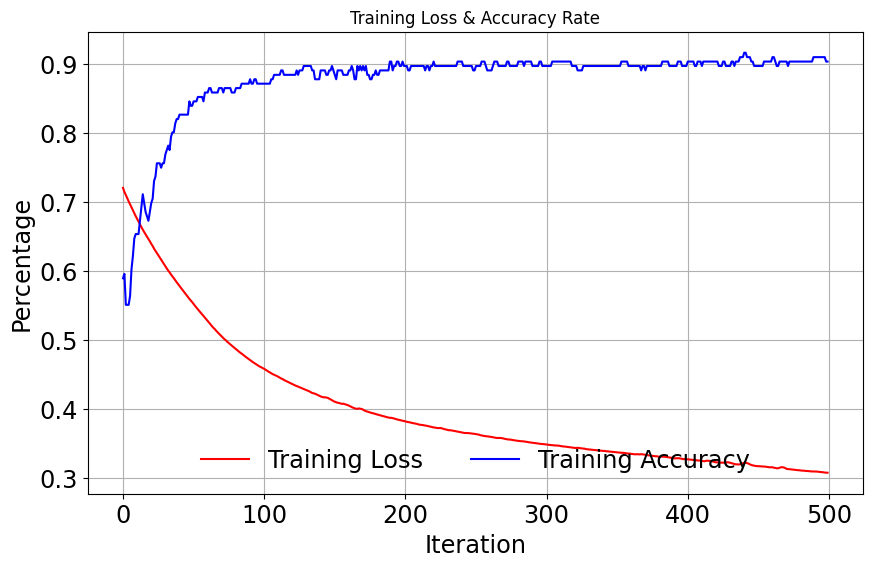 Training Loss & Accuracy Rate
Percentage
0.9
0.8
0.7
0.6
0.5
0.4
0.3
Training Loss
Training Accuracy
0
100
200
300
400
500
Iteration